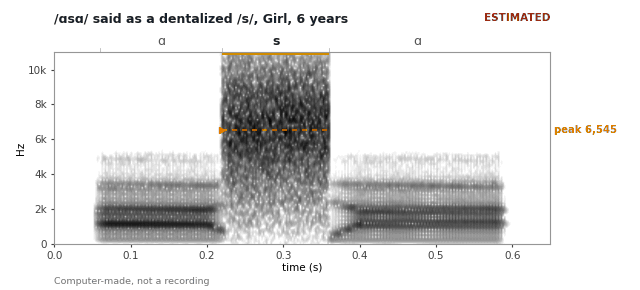 /ɑsɑ/ said as a dentalized /s/, Girl, 6 years
ESTIMATED
ɑ s ɑ
10k
8k
6k
4k
2k
0
Hz
peak 6,545
0.0 0.1 0.2 0.3 0.4 0.5 0.6
time (s)
Computer-made, not a recording